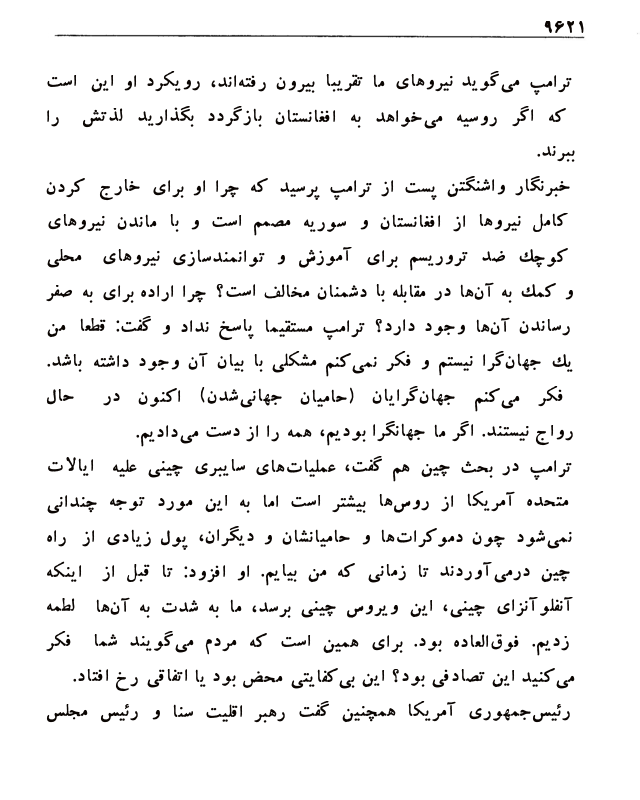 ۹۶۲۱
ترامپ می‌گوید نیروهای ما تقریبا بیرون رفته‌اند، رویکرد او این است
که اگر روسیه می‌خواهد به افغانستان بازگردد بگذارید لذتش را
ببرند.
خبرنگار واشنگتن پست از ترامپ پرسید که چرا او برای خارج کردن
کامل نیروها از افغانستان و سوریه مصمم است و با ماندن نیروهای
کوچك ضد تروریسم برای آموزش و توانمندسازی نیروهای محلی
و کمك به آن‌ها در مقابله با دشمنان مخالف است؟ چرا اراده برای به صفر
رساندن آن‌ها وجود دارد؟ ترامپ مستقیما پاسخ نداد و گفت: قطعا من
یك جهان‌گرا نیستم و فکر نمی‌کنم مشکلی با بیان آن وجود داشته باشد.
فکر می‌کنم جهان‌گرایان (حامیان جهانی‌شدن) اکنون در حال
رواج نیستند. اگر ما جهانگرا بودیم، همه را از دست می‌دادیم.
ترامپ در بحث چین هم گفت، عملیات‌های سایبری چینی علیه ایالات
متحده آمریکا از روس‌ها بیشتر است اما به این مورد توجه چندانی
نمی‌شود چون دموکرات‌ها و حامیانشان و دیگران، پول زیادی از راه
چین درمی‌آوردند تا زمانی که من بیایم. او افزود: تا قبل از اینکه
آنفلوآنزای چینی، این ویروس چینی برسد، ما به شدت به آن‌ها لطمه
زدیم. فوق‌العاده بود. برای همین است که مردم می‌گویند شما فکر
می‌کنید این تصادفی بود؟ این بی‌کفایتی محض بود یا اتفاقی رخ افتاد.
رئیس‌جمهوری آمریکا همچنین گفت رهبر اقلیت سنا و رئیس مجلس